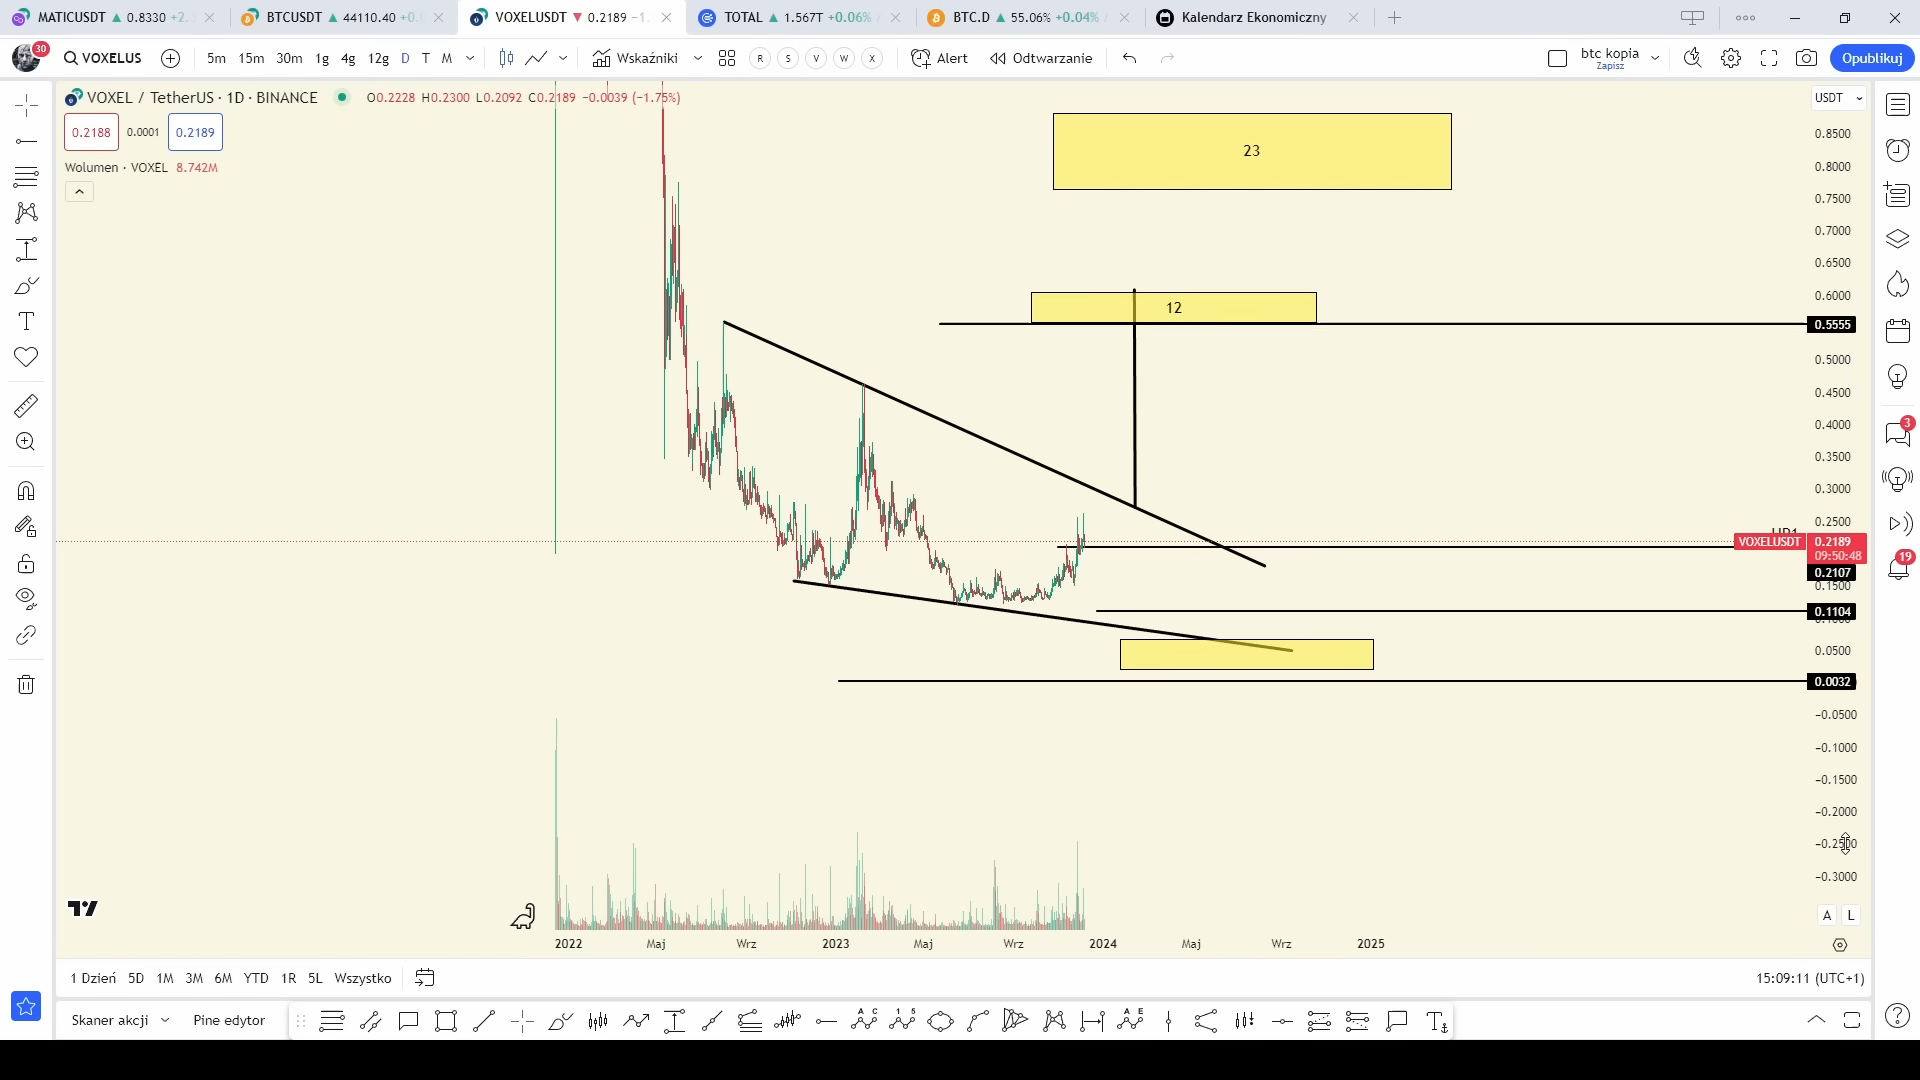 MATICUSDT ▲ 0.8330 +2.
BTCUSDT ▲ 44110.40 +0.
VOXELUSDT ▼ 0.2189 −1.
TOTAL ▲ 1.567T +0.06%
BTC.D ▲ 55.06% +0.04%
Kalendarz Ekonomiczny
30
VOXELUS
5m 15m 30m 1g 4g 12g D T M
Wskaźniki
R S V W X
Alert
Odtwarzanie
btc kopia
Zapisz
Opublikuj
VOXEL / TetherUS · 1D · BINANCE
O0.2228 H0.2300 L0.2092 C0.2189 −0.0039 (−1.75%)
USDT
0.2188 0.0001 0.2189
Wolumen · VOXEL 8.742M
23
12
0.8500
0.8000
0.7500
0.7000
0.6500
0.6000
0.5555
0.5000
0.4500
0.4000
0.3500
0.3000
0.2500
VOXELUSDT 0.2189
09:50:48
0.2107
0.1500
0.1104
0.0500
0.0032
−0.0500
−0.1000
−0.1500
−0.2000
−0.2500
−0.3000
3
19
A L
2022 Maj Wrz 2023 Maj Wrz 2024 Maj Wrz 2025
1 Dzień 5D 1M 3M 6M YTD 1R 5L Wszystko
15:09:11 (UTC+1)
Skaner akcji Pine edytor